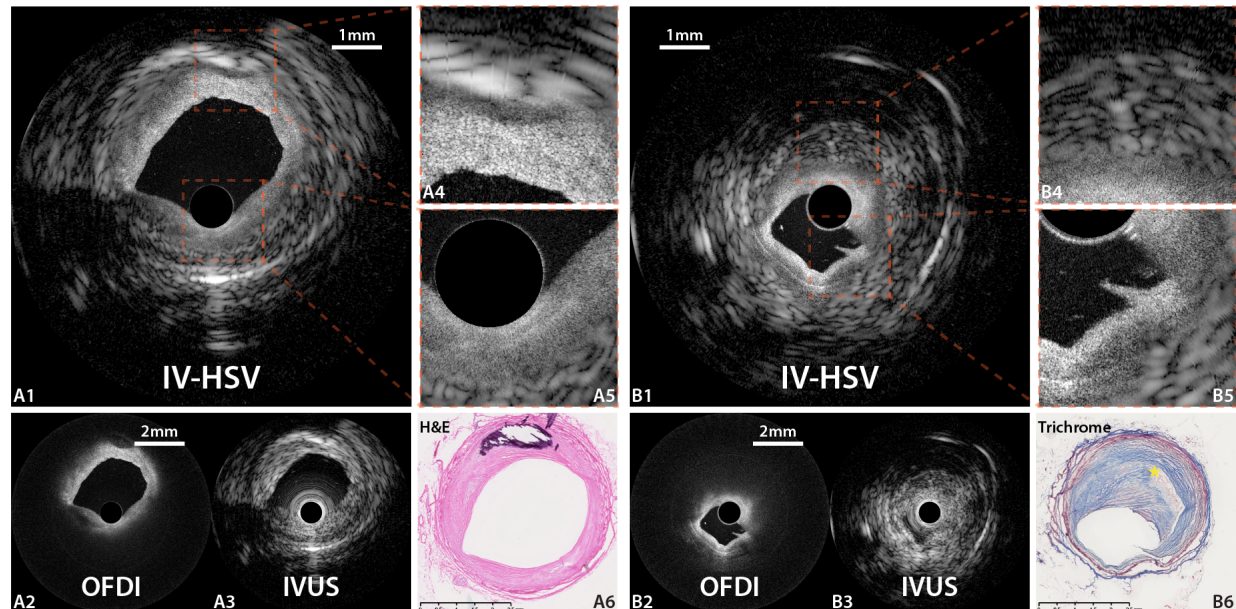 1mm
IV-HSV
A1
A4
A5
1mm
IV-HSV
B1
B4
B5
2mm
OFDI
A2
IVUS
A3
H&E
A6
2mm
OFDI
B2
IVUS
B3
Trichrome
B6